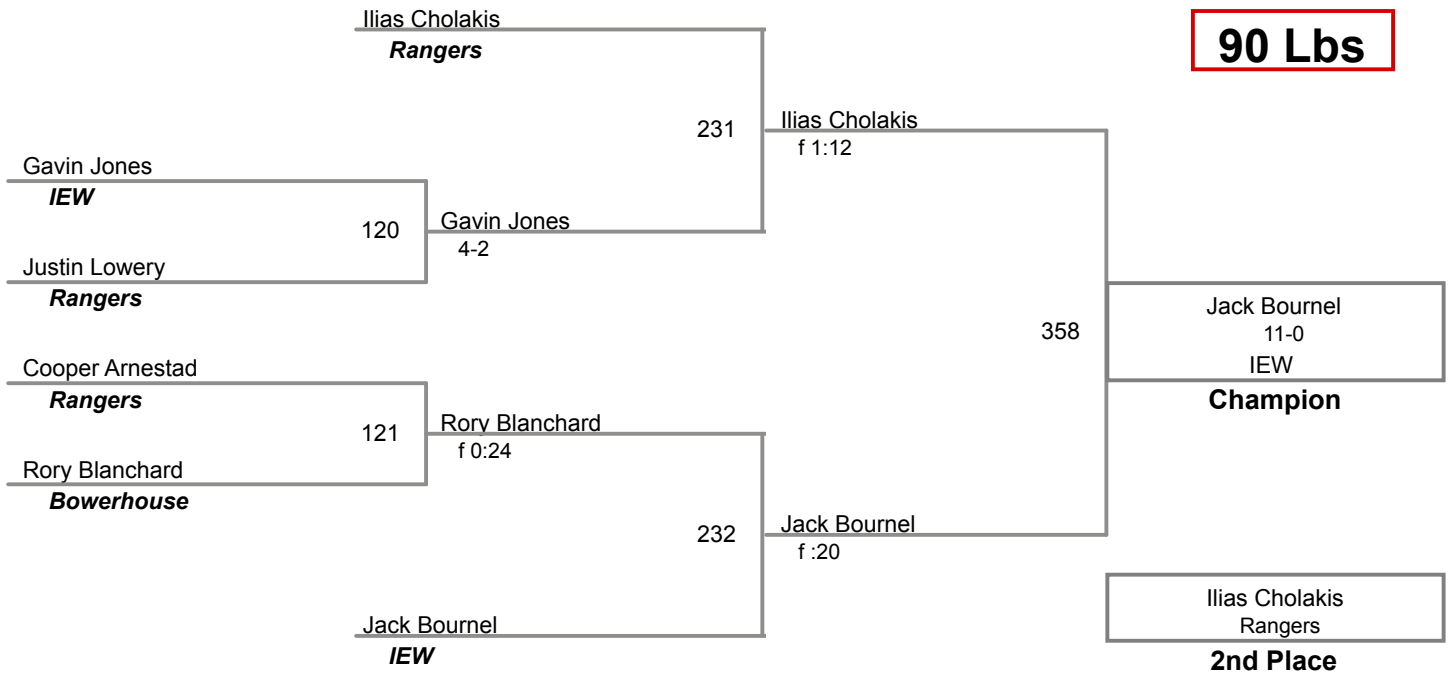 Ilias Cholakis
Rangers
90 Lbs
231
Ilias Cholakis
f 1:12
Gavin Jones
IEW
120
Gavin Jones
4-2
Justin Lowery
Rangers
358
Jack Bournel
11-0
IEW
Champion
Cooper Arnestad
Rangers
121
Rory Blanchard
f 0:24
Rory Blanchard
Bowerhouse
232
Jack Bournel
f :20
Jack Bournel
IEW
Ilias Cholakis
Rangers
2nd Place